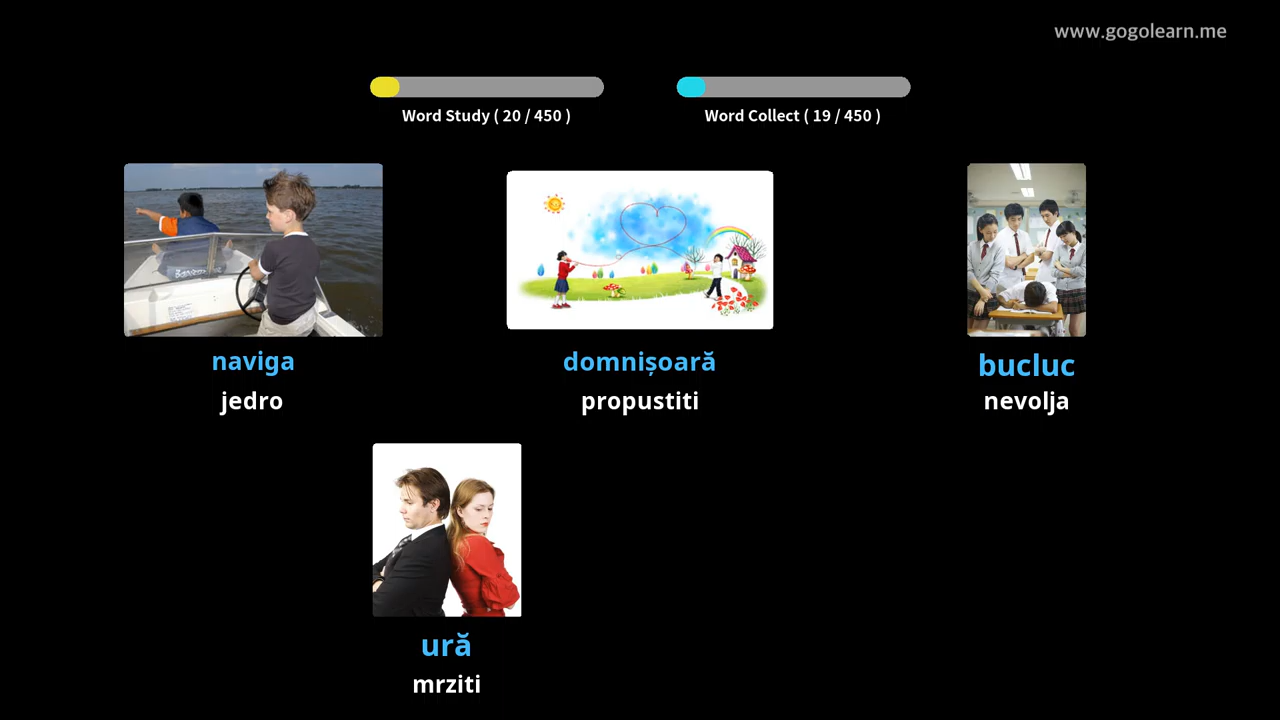 www.gogolearn.me
Word Study ( 20 / 450 )
Word Collect ( 19 / 450 )
naviga
jedro
domnișoară
propustiti
bucluc
nevolja
ură
mrziti